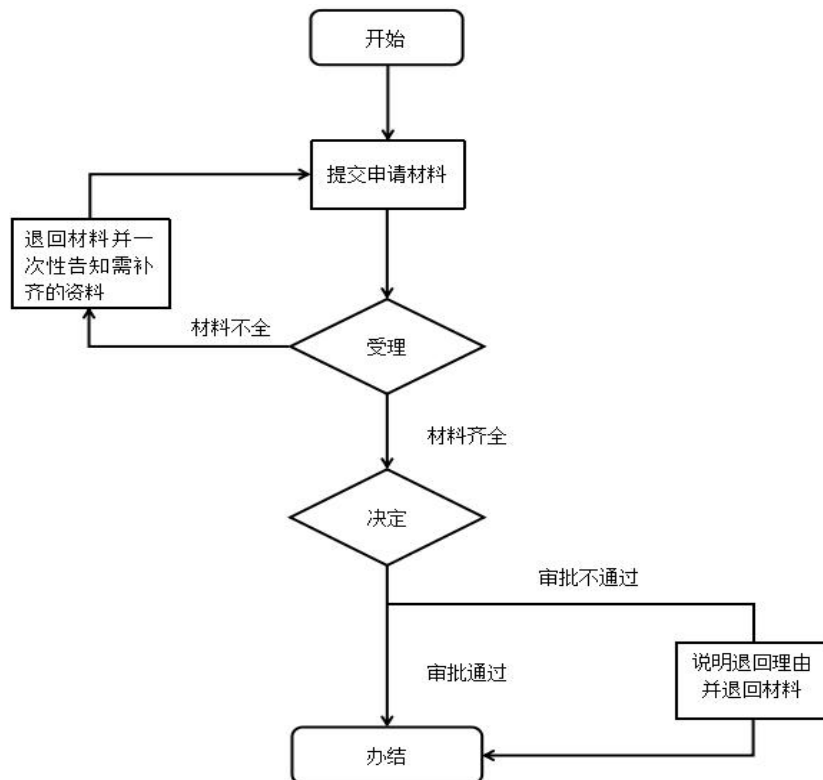 开始
提交申请材料
退回材料并一
次性告知需补
齐的资料
材料不全
受理
材料齐全
决定
审批不通过
审批通过
说明退回理由
并退回材料
办结